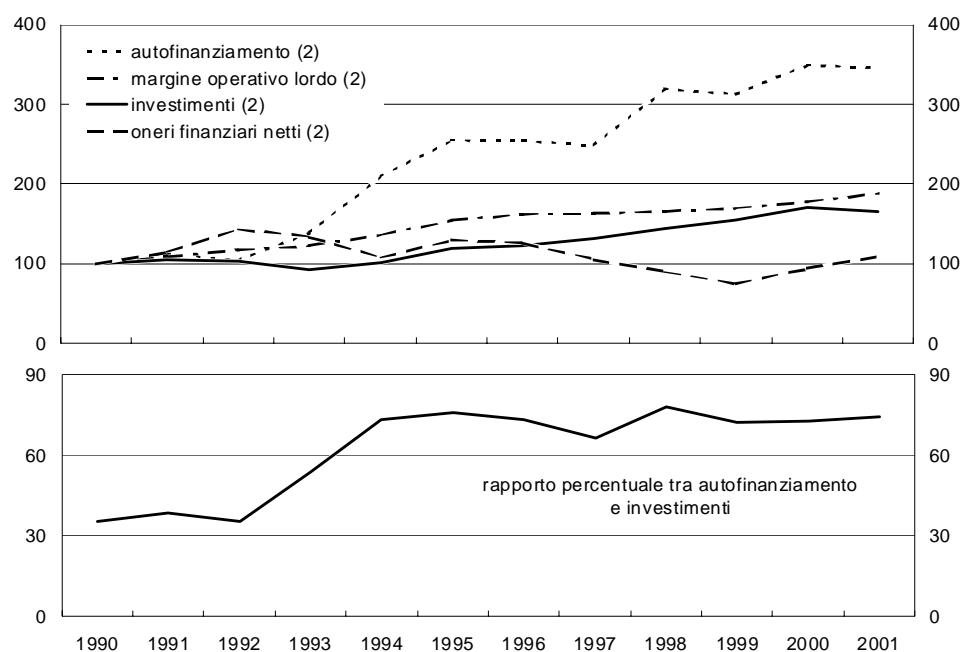 400 400
autofinanziamento (2)
margine operativo lordo (2)
investimenti (2)
oneri finanziari netti (2)
300 300
200 200
100 100
0 0
90 90
60 60
rapporto percentuale tra autofinanziamento
e investimenti
30 30
0 0
1990 1991 1992 1993 1994 1995 1996 1997 1998 1999 2000 2001